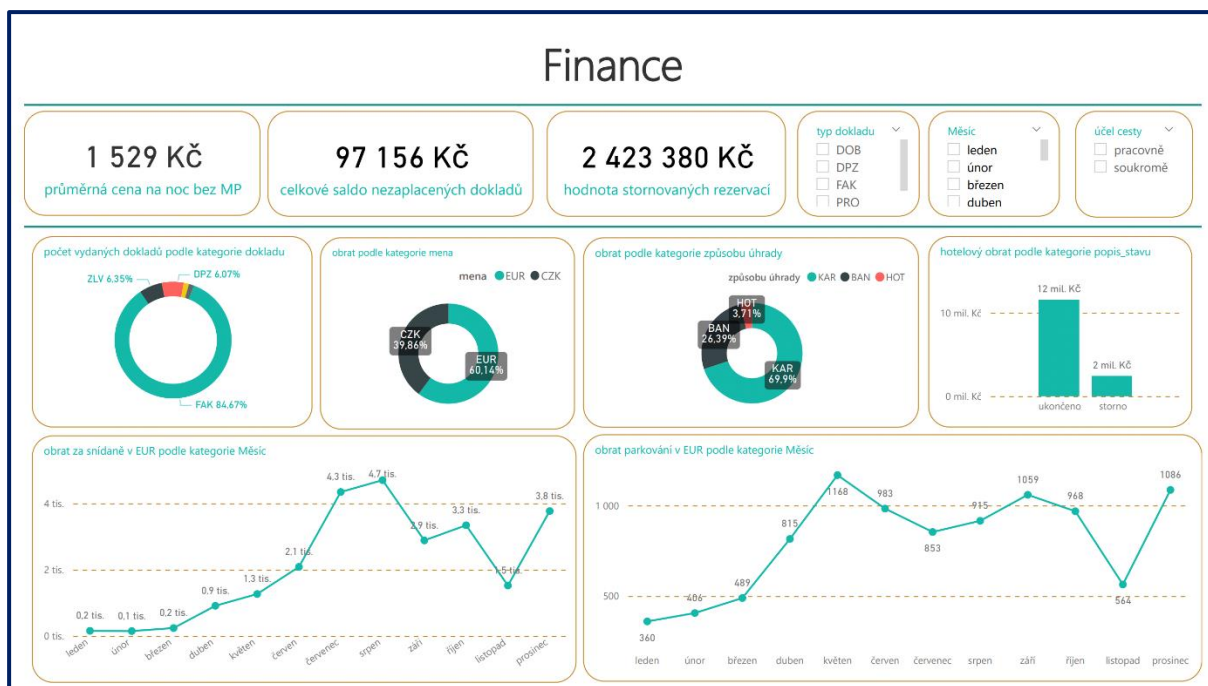 Finance
1 529 KČ
průměrná cena na noc bez MP
97 156 KČ
celkové saldo nezaplacených dokladů
2 423 380 KČ
hodnota stornovaných rezervací
typ dokladu
DOB
DPZ
FAK
PRO
Měsíc
leden
únor
březen
duben
účel cesty
pracovně
soukromě
počet vydaných dokladů podle kategorie dokladu
ZLV 6.35%
DPZ 6.07%
FAK 84.67%
obrat podle kategorie mena
mena EUR CZK
CZK
39,86%
EUR
60,14%
obrat podle kategorie způsobu úhrady
způsobu úhrady KAR BAN HOT
HOT
3,71%
BAN
26,39%
KAR
69,9%
hotelový obrat podle kategorie popis_stavu
12 mil. Kč
10 mil. Kč
2 mil. Kč
0 mil. Kč
ukončeno storno
obrat za snídaně v EUR podle kategorie Měsíc
4 tis.
2 tis.
0 tis.
0,2 tis. 0.1 tis. 0.2 tis. 0.9 tis. 1.3 tis. 2.1 tis. 4.3 tis. 4.7 tis. 2.9 tis. 3.3 tis. 1.5 tis. 3.8 tis.
leden únor březen duben květen červen červenec srpen září říjen listopad prosinec
obrat parkování v EUR podle kategorie Měsíc
1 000
500
360 406 489 815 1168 983 853 915 1059 968 564 1086
leden únor březen duben květen červen červenec srpen září říjen listopad prosinec